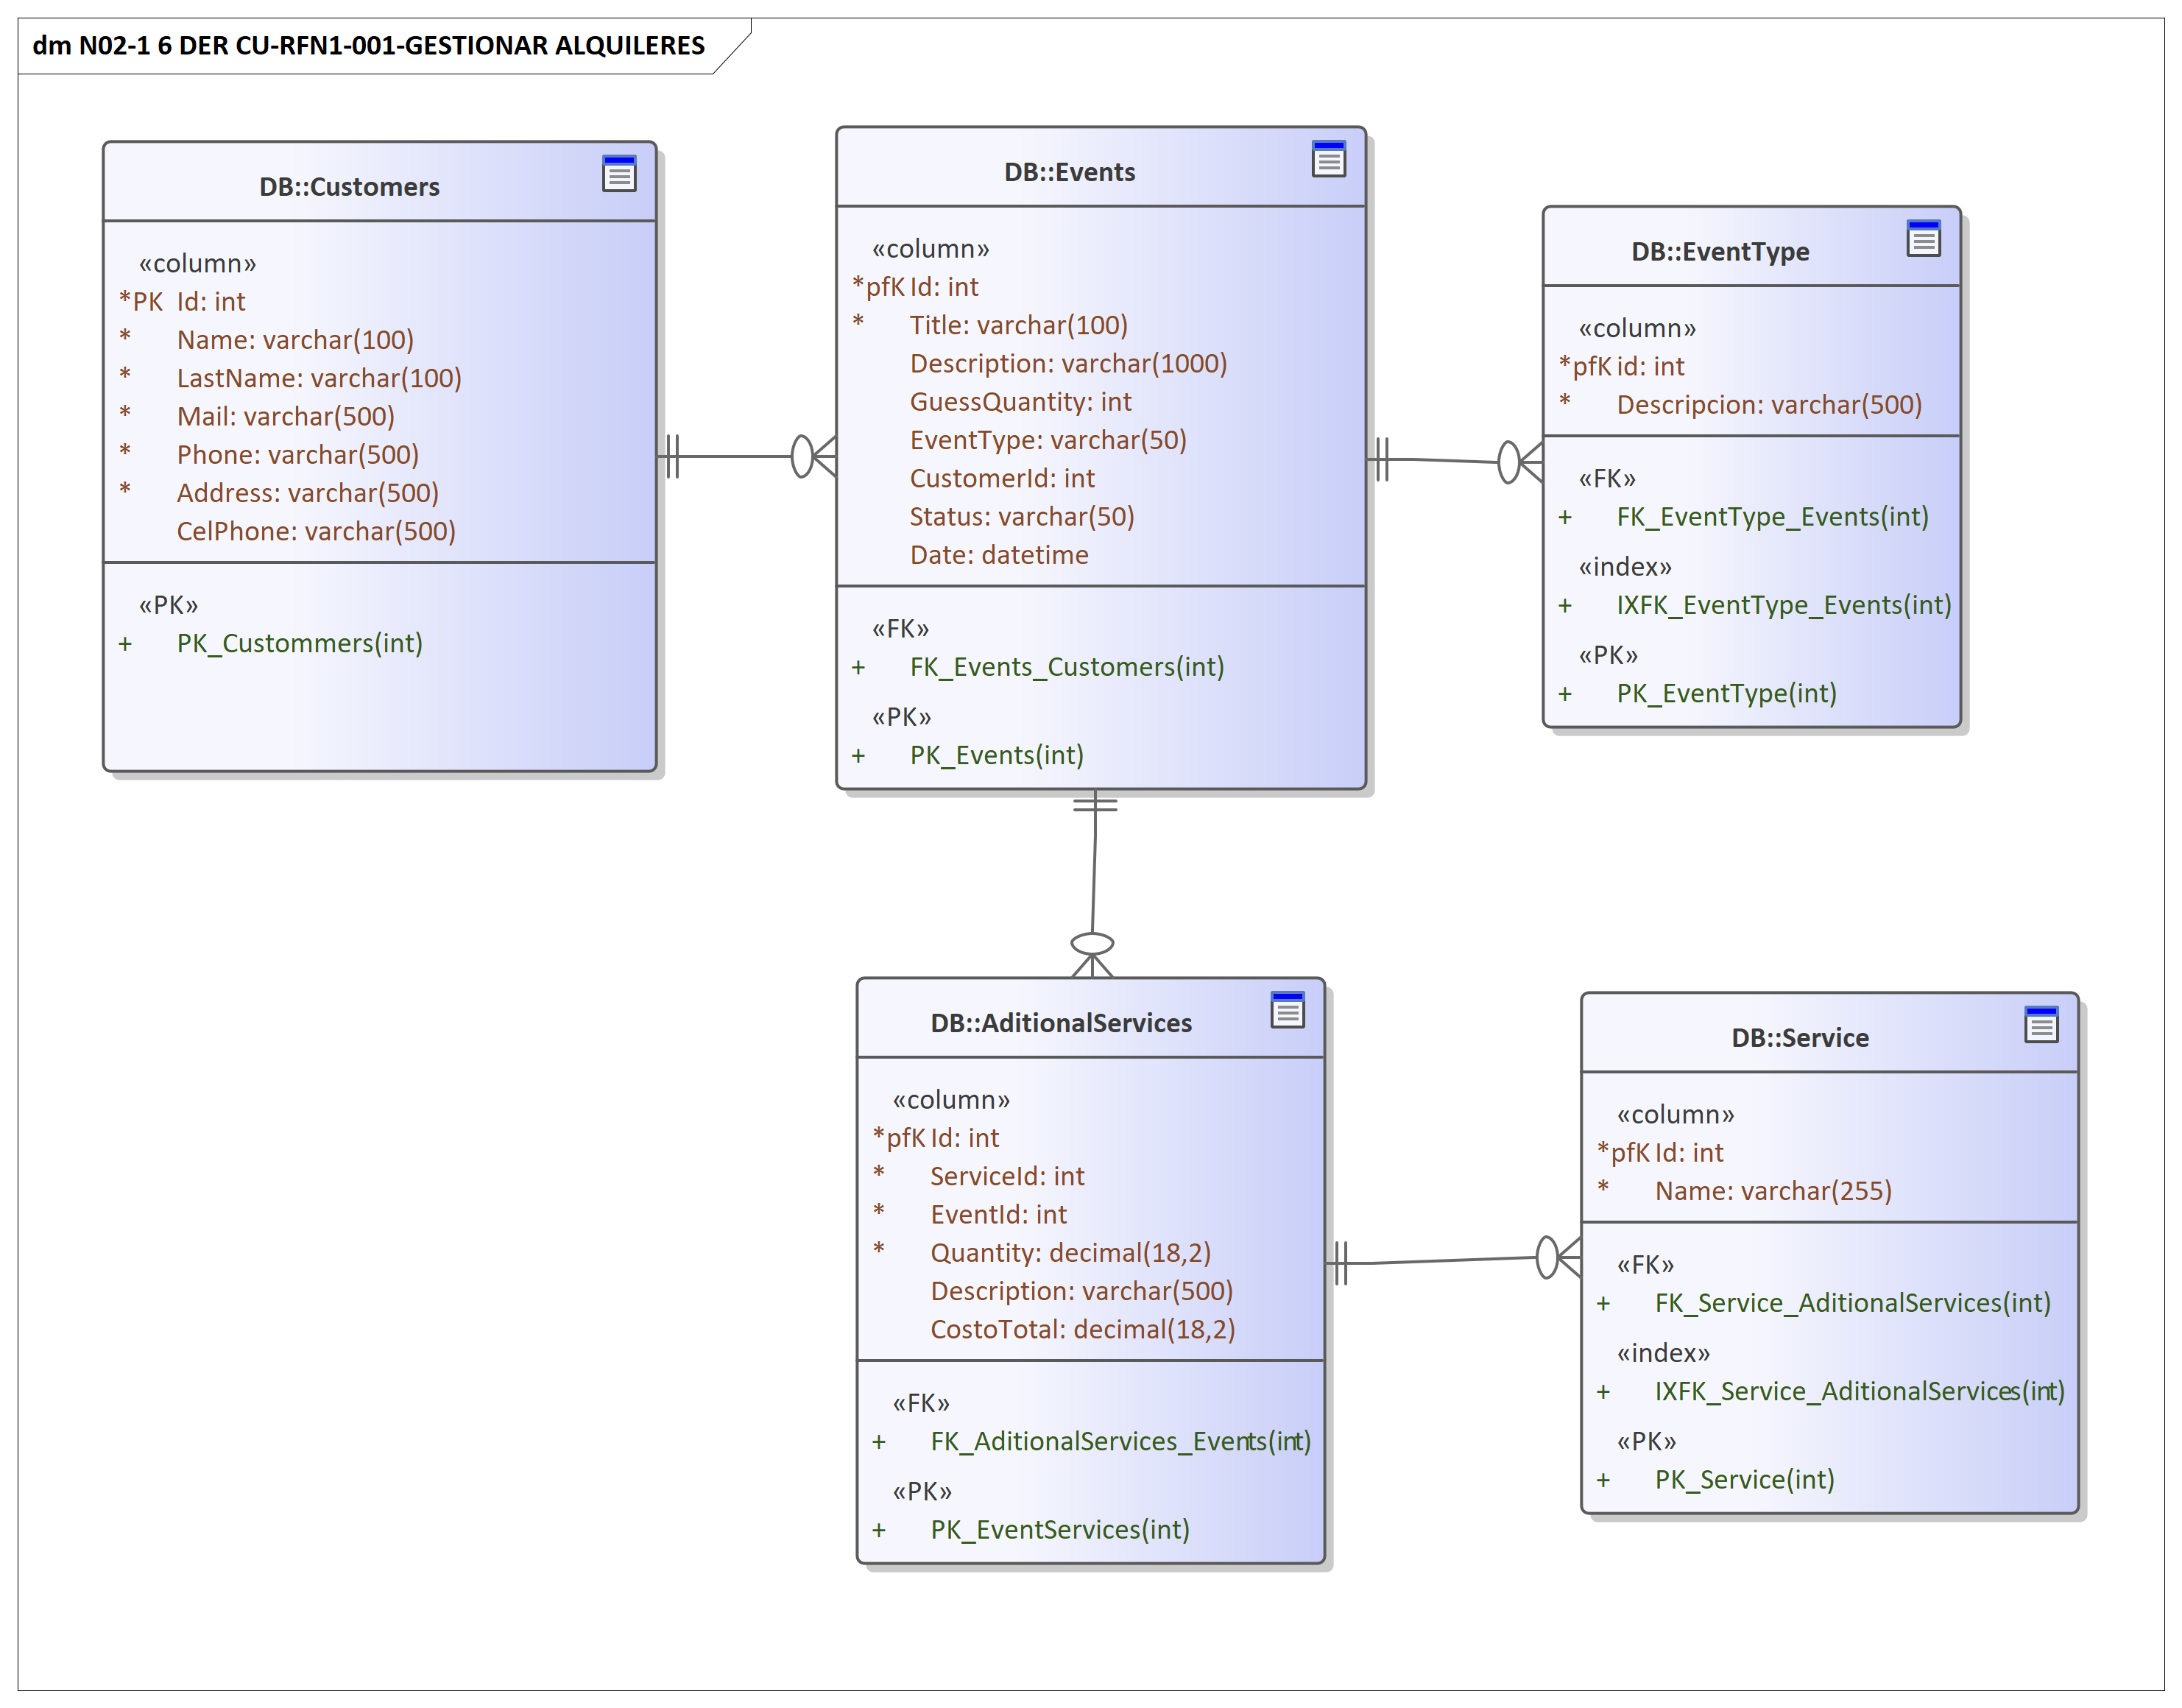 dm N02-1 6 DER CU-RFN1-001-GESTIONAR ALQUILERES
DB::Customers
«column»
*PK Id: int
* Name: varchar(100)
* LastName: varchar(100)
* Mail: varchar(500)
* Phone: varchar(500)
* Address: varchar(500)
CelPhone: varchar(500)
«PK»
+ PK_Custommers(int)
DB::Events
«column»
*pfK Id: int
* Title: varchar(100)
Description: varchar(1000)
GuessQuantity: int
EventType: varchar(50)
CustomerId: int
Status: varchar(50)
Date: datetime
«FK»
+ FK_Events_Customers(int)
«PK»
+ PK_Events(int)
DB::EventType
«column»
*pfK id: int
* Descripcion: varchar(500)
«FK»
+ FK_EventType_Events(int)
«index»
+ IXFK_EventType_Events(int)
«PK»
+ PK_EventType(int)
DB::AditionalServices
«column»
*pfK Id: int
* ServiceId: int
* EventId: int
* Quantity: decimal(18,2)
Description: varchar(500)
CostoTotal: decimal(18,2)
«FK»
+ FK_AditionalServices_Events(int)
«PK»
+ PK_EventServices(int)
DB::Service
«column»
*pfK Id: int
* Name: varchar(255)
«FK»
+ FK_Service_AditionalServices(int)
«index»
+ IXFK_Service_AditionalServices(int)
«PK»
+ PK_Service(int)